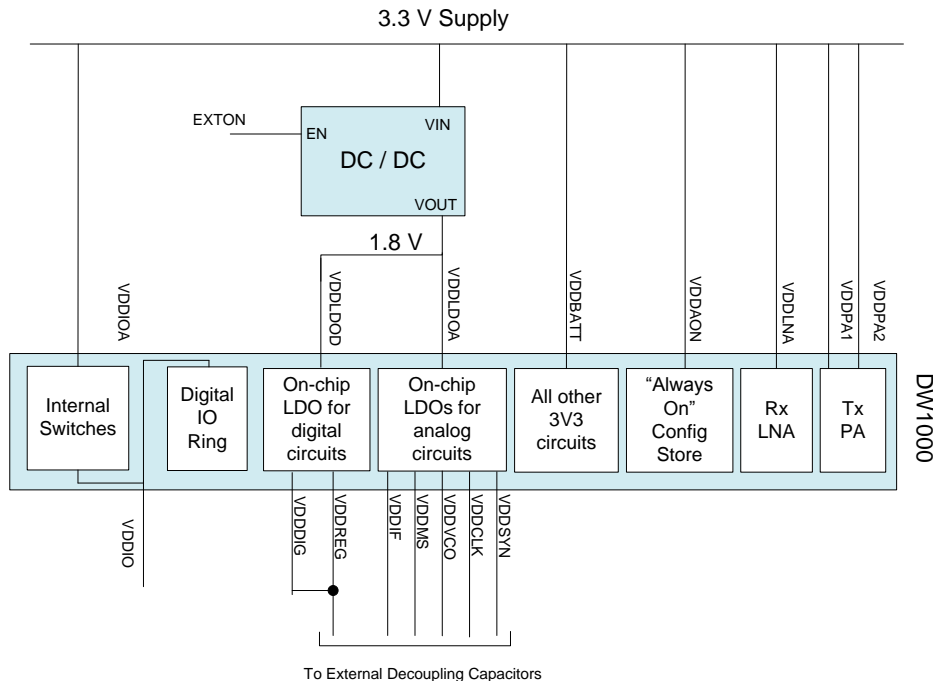 3.3 V Supply
EXTON
EN
VIN
DC / DC
VOUT
1.8 V
VDDIOA
VDDLDOD
VDDLDOA
VDDBATT
VDDAON
VDDLNA
VDDPA1
VDDPA2
Internal
Switches
Digital
IO
Ring
On-chip
LDO for
digital
circuits
On-chip
LDOs for
analog
circuits
All other
3V3
circuits
“Always
On”
Config
Store
Rx
LNA
Tx
PA
DW1000
VDDIO
VDDDIG
VDDREG
VDDIF
VDDMS
VDDVCO
VDDCLK
VDDSYN
To External Decoupling Capacitors